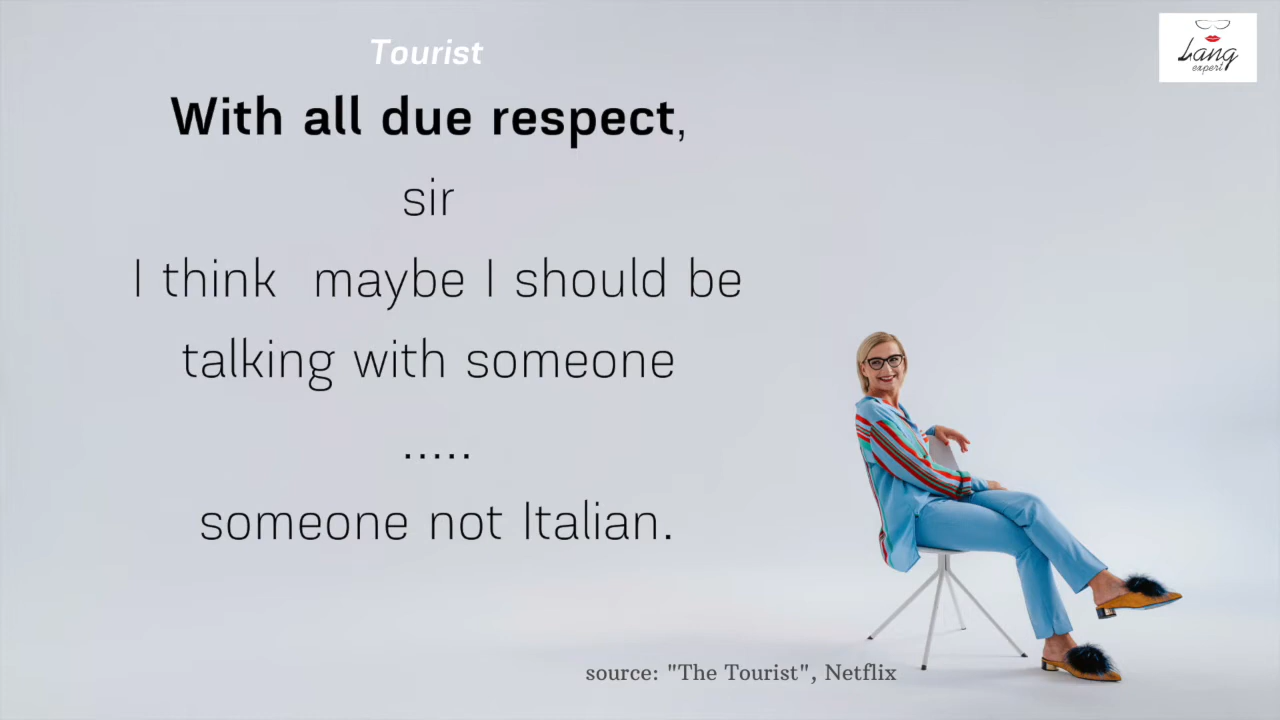 Tourist
Lang
expert
With all due respect,
sir
I think maybe I should be
talking with someone
.....
someone not Italian.
source: "The Tourist", Netflix